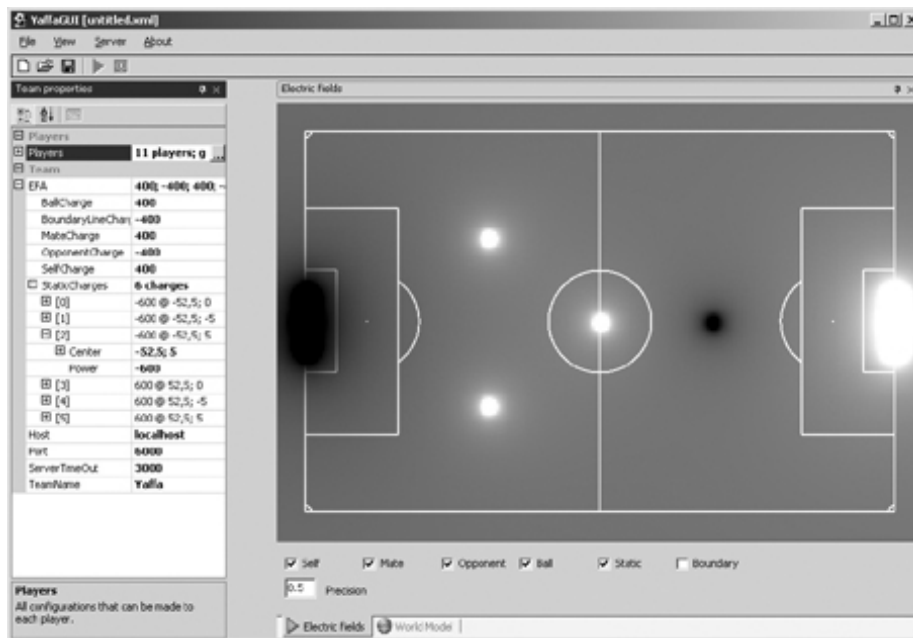 YaffaGUI [untitled.xml]
File View Server About
Team properties
Players
Players 11 players; g ...
Team
EFA 400; -400; 400; -
BallCharge 400
BoundaryLineChar -400
MateCharge 400
OpponentCharge -400
SelfCharge 400
StaticCharges 6 charges
[0] -600 @ -52,5; 0
[1] -600 @ -52,5; -5
[2] -600 @ -52,5; 5
Center -52,5; 5
Power -600
[3] 600 @ 52,5; 0
[4] 600 @ 52,5; -5
[5] 600 @ 52,5; 5
Host localhost
Port 6000
ServerTimeOut 3000
TeamName Yaffa
Players
All configurations that can be made to
each player.
Electric fields
Self Mate Opponent Ball Static Boundary
0.5 Precision
Electric fields World Model